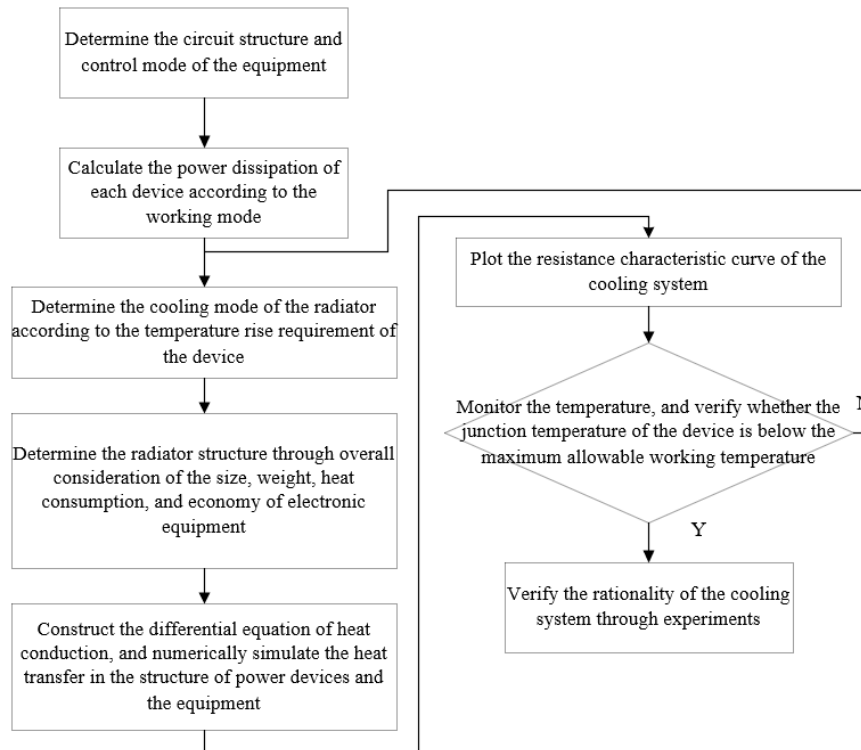 Determine the circuit structure and
control mode of the equipment
Calculate the power dissipation of
each device according to the
working mode
Determine the cooling mode of the radiator
according to the temperature rise requirement of
the device
Determine the radiator structure through overall
consideration of the size, weight, heat
consumption, and economy of electronic
equipment
Construct the differential equation of heat
conduction, and numerically simulate the heat
transfer in the structure of power devices and
the equipment
Plot the resistance characteristic curve of the
cooling system
Monitor the temperature, and verify whether the
junction temperature of the device is below the
maximum allowable working temperature
N
Y
Verify the rationality of the cooling
system through experiments